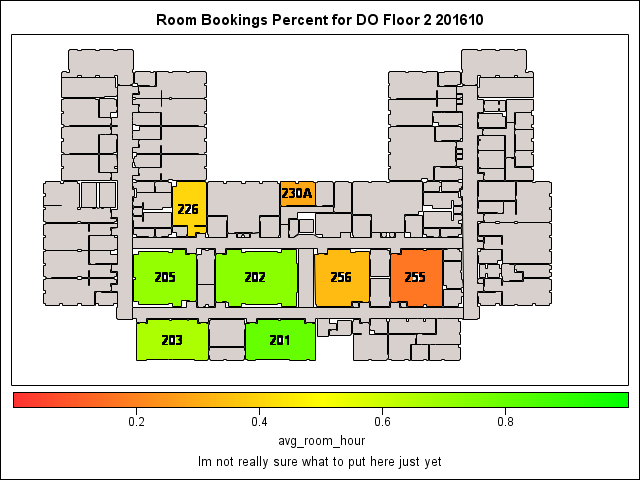 Room Bookings Percent for DO Floor 2 201610
230A
226
205
202
256
255
203
201
0.2
0.4
0.6
0.8
avg_room_hour
Im not really sure what to put here just yet